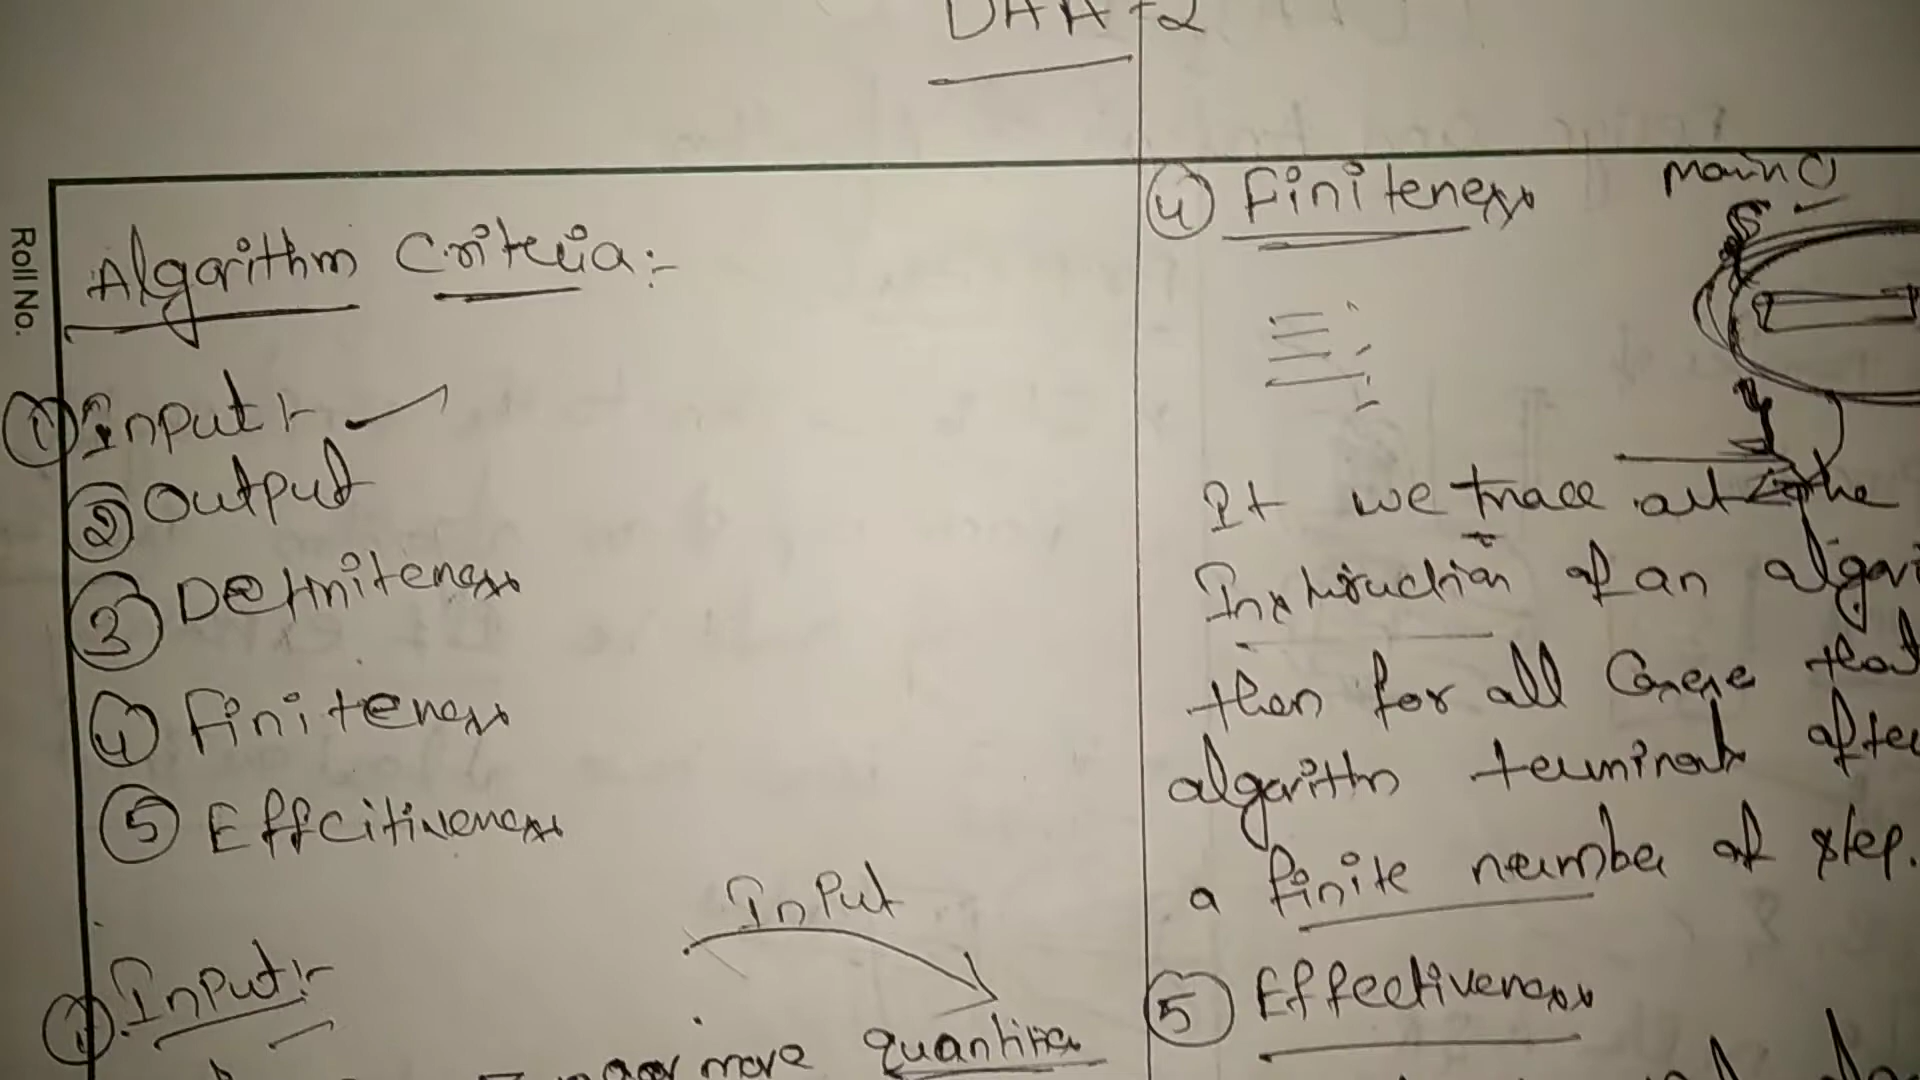 DAA-2
Roll No.
Algorithm Criteria:-
① Input :- 
② Output
③ Definiteness
④ Finiteness
⑤ Effcitiveness
Input
① Input :-
more quantities
④ Finiteness
main()
If we trace out the
Instruction of an algori
then for all Cases that
algorithm terminate after
a finite number of step.
⑤ Effectiveness